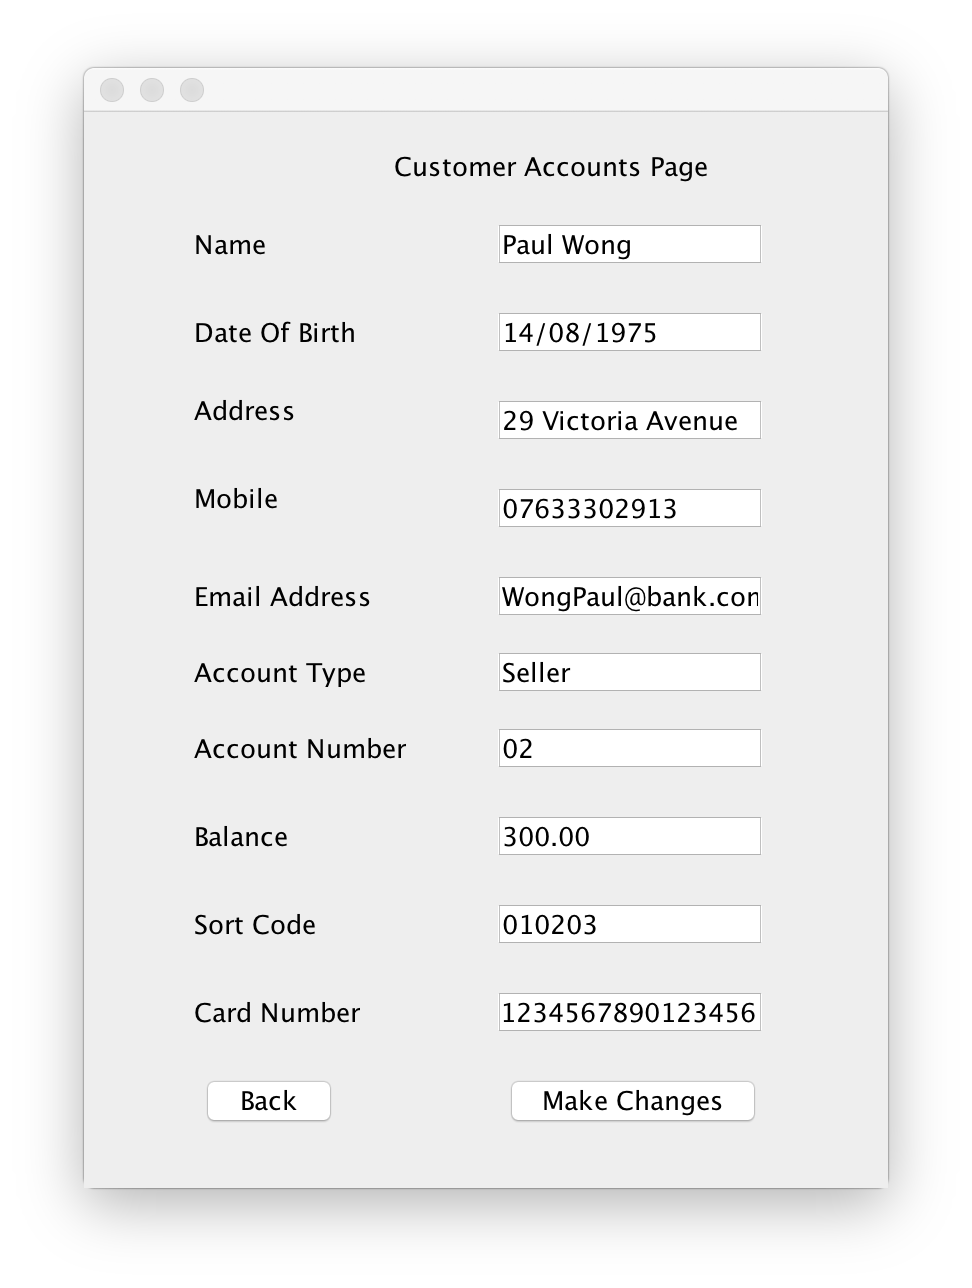 Customer Accounts Page
Name Paul Wong
Date Of Birth 14/08/1975
Address 29 Victoria Avenue
Mobile 07633302913
Email Address WongPaul@bank.com
Account Type Seller
Account Number 02
Balance 300.00
Sort Code 010203
Card Number 1234567890123456
Back Make Changes